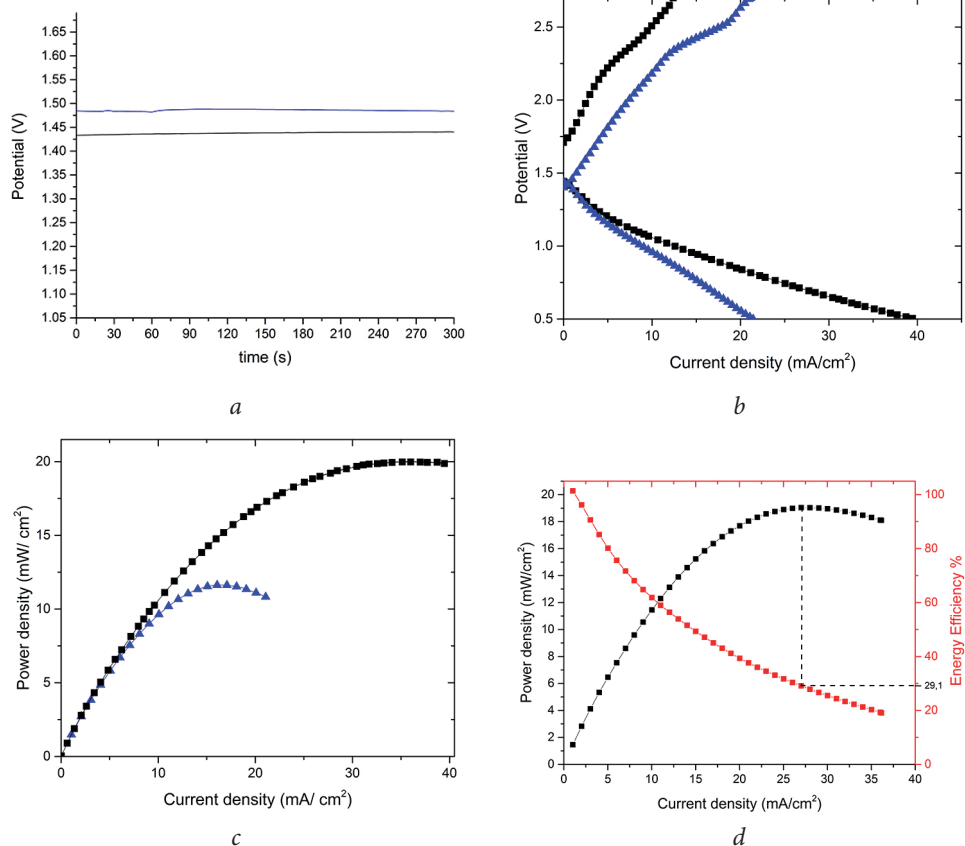 1.65
1.60
1.55
1.50
1.45
1.40
1.35
1.30
1.25
1.20
1.15
1.10
1.05
Potential (V)
0 30 60 90 120 150 180 210 240 270 300
time (s)
a
2.5
2.0
1.5
1.0
0.5
Potential (V)
0 10 20 30 40
Current density (mA/cm²)
b
20
15
10
5
0
Power density (mW/ cm²)
0 10 20 30 40
Current density (mA/ cm²)
c
20
18
16
14
12
10
8
6
4
2
0
Power density (mW/cm²)
0 5 10 15 20 25 30 35 40
Current density (mA/cm²)
100
80
60
40
29,1
20
0
Energy Efficiency %
d